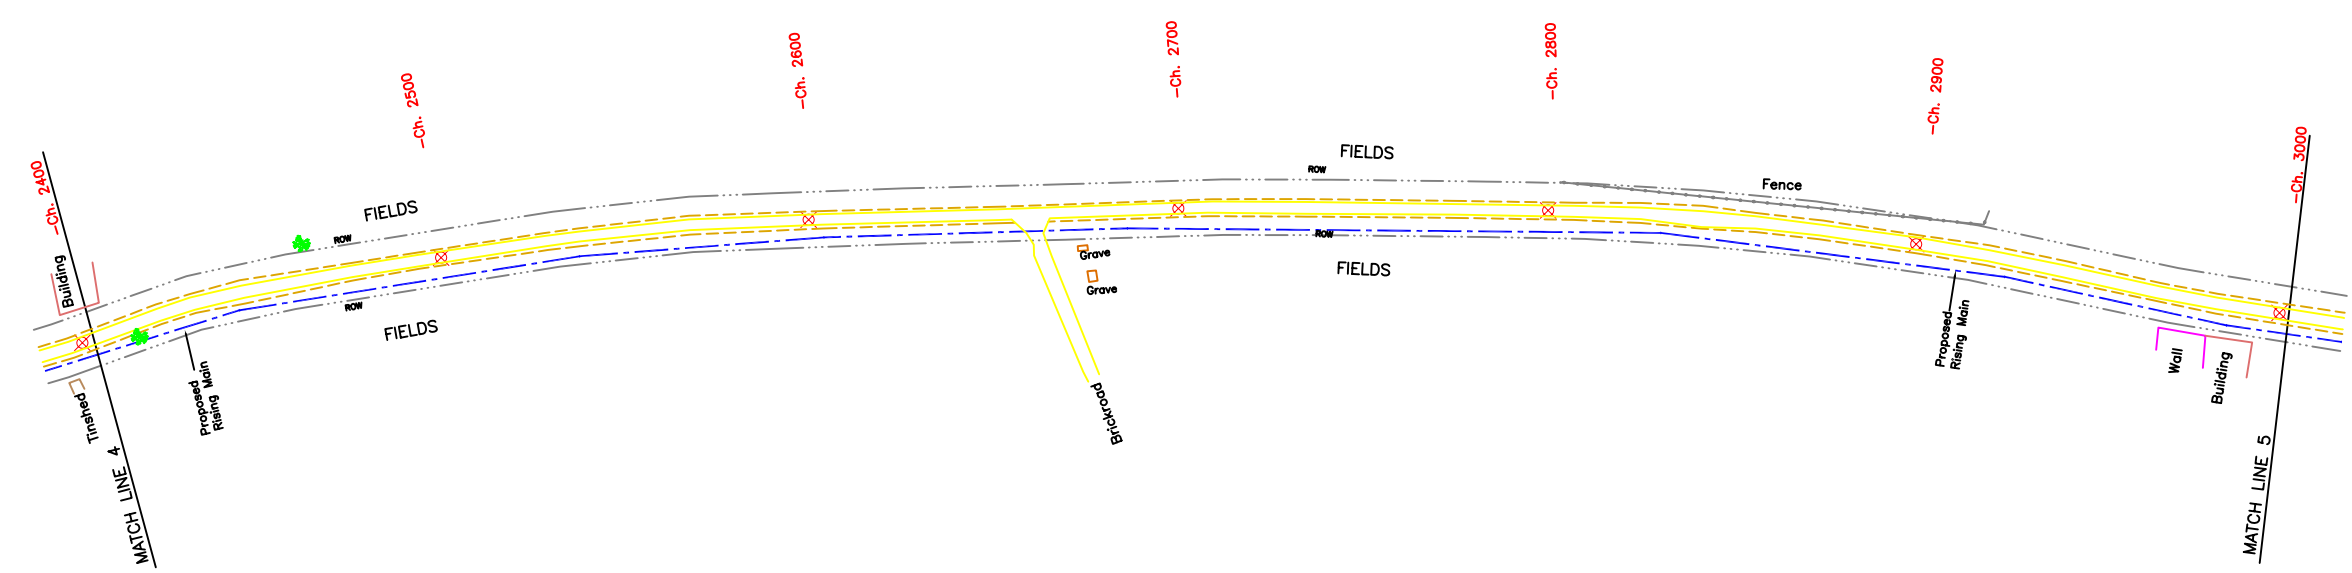 -Ch. 2400
-Ch. 2500
-Ch. 2600
-Ch. 2700
-Ch. 2800
-Ch. 2900
-Ch. 3000
FIELDS
FIELDS
ROW
ROW
Fence
Building
ROW
ROW
Grave
Grave
FIELDS
FIELDS
Tinshed
Proposed
Rising Main
Brickroad
Proposed
Rising Main
Wall
Building
MATCH LINE 4
MATCH LINE 5